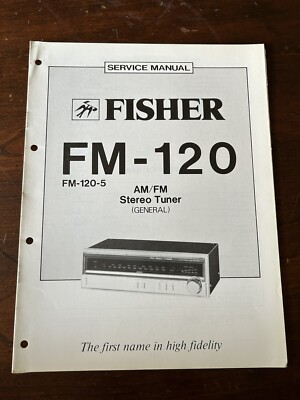 SERVICE MANUAL
FISHER
FM-120
FM-120-5
AM/FM
Stereo Tuner
(GENERAL)
The first name in high fidelity